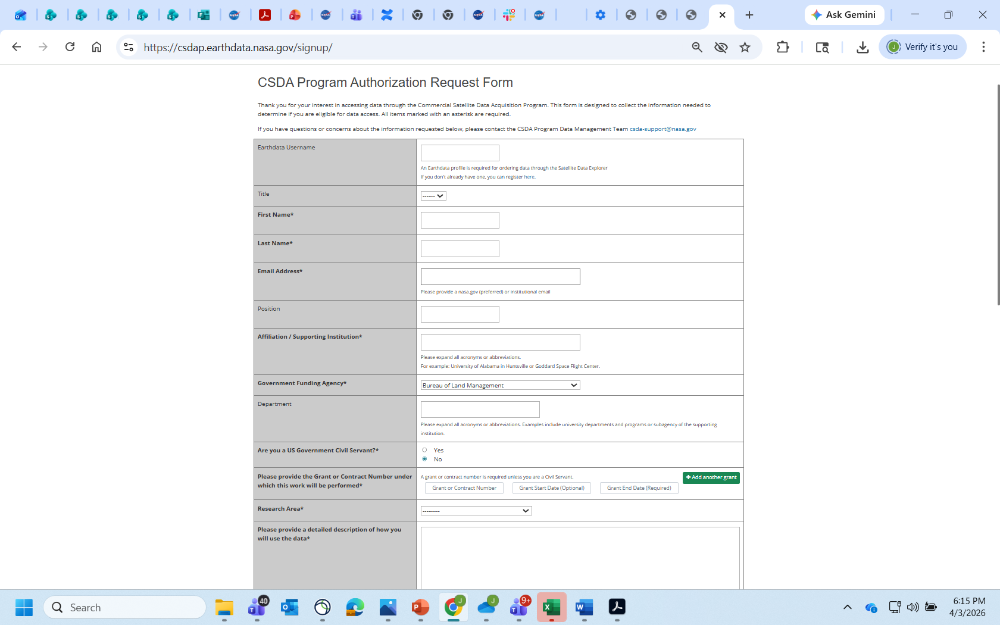 Ask Gemini
https://csdap.earthdata.nasa.gov/signup/
Verify it's you
CSDA Program Authorization Request Form
Thank you for your interest in accessing data through the Commercial Satellite Data Acquisition Program. This form is designed to collect the information needed to
determine if you are eligible for data access. All items marked with an asterisk are required.
If you have questions or concerns about the information requested below, please contact the CSDA Program Data Management Team csda-support@nasa.gov
Earthdata Username
An Earthdata profile is required for ordering data through the Satellite Data Explorer
If you don't already have one, you can register here.
Title
-------
First Name*
Last Name*
Email Address*
Please provide a nasa.gov (preferred) or institutional email
Position
Affiliation / Supporting Institution*
Please expand all acronyms or abbreviations.
For example: University of Alabama in Huntsville or Goddard Space Flight Center.
Government Funding Agency*
Bureau of Land Management
Department
Please expand all acronyms or abbreviations. Examples include university departments and programs or subagency of the supporting
institution.
Are you a US Government Civil Servant?*
Yes
No
Please provide the Grant or Contract Number under
which this work will be performed*
A grant or contract number is required unless you are a Civil Servant.
+ Add another grant
Grant or Contract Number
Grant Start Date (Optional)
Grant End Date (Required)
Research Area*
---------
Please provide a detailed description of how you
will use the data*
Search
40
9+
6:15 PM
4/3/2026